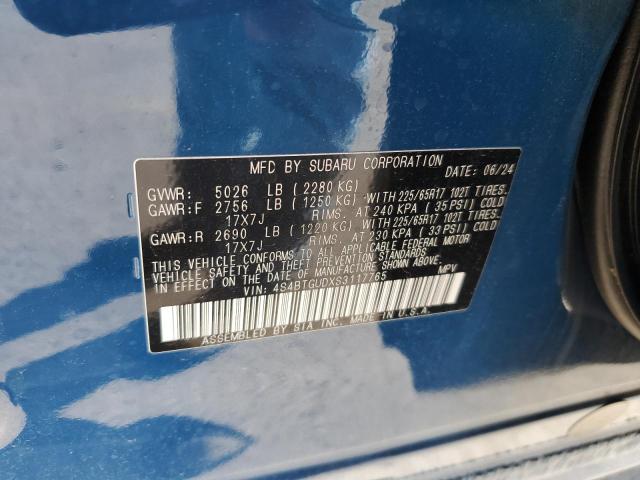 MFD BY SUBARU CORPORATION DATE: 06/24
GVWR: 5026 LB (2280 KG)
GAWR:F 2756 LB (1250 KG)-WITH 225/65R17 102T TIRES.
17X7J RIMS. AT 240 KPA (35 PSI) COLD
GAWR:R 2690 LB (1220 KG)-WITH 225/65R17 102T TIRES.
17X7J RIMS. AT 230 KPA (33 PSI) COLD
THIS VEHICLE CONFORMS TO ALL APPLICABLE FEDERAL MOTOR
VEHICLE SAFETY AND THEFT PREVENTION STANDARDS
IN EFFECT ON THE DATE OF MANUFACTURE SHOWN ABOVE.
VIN: 4S4BTGUDXS3117765 MPV
ASSEMBLED BY SIA INC. MADE IN U.S.A.